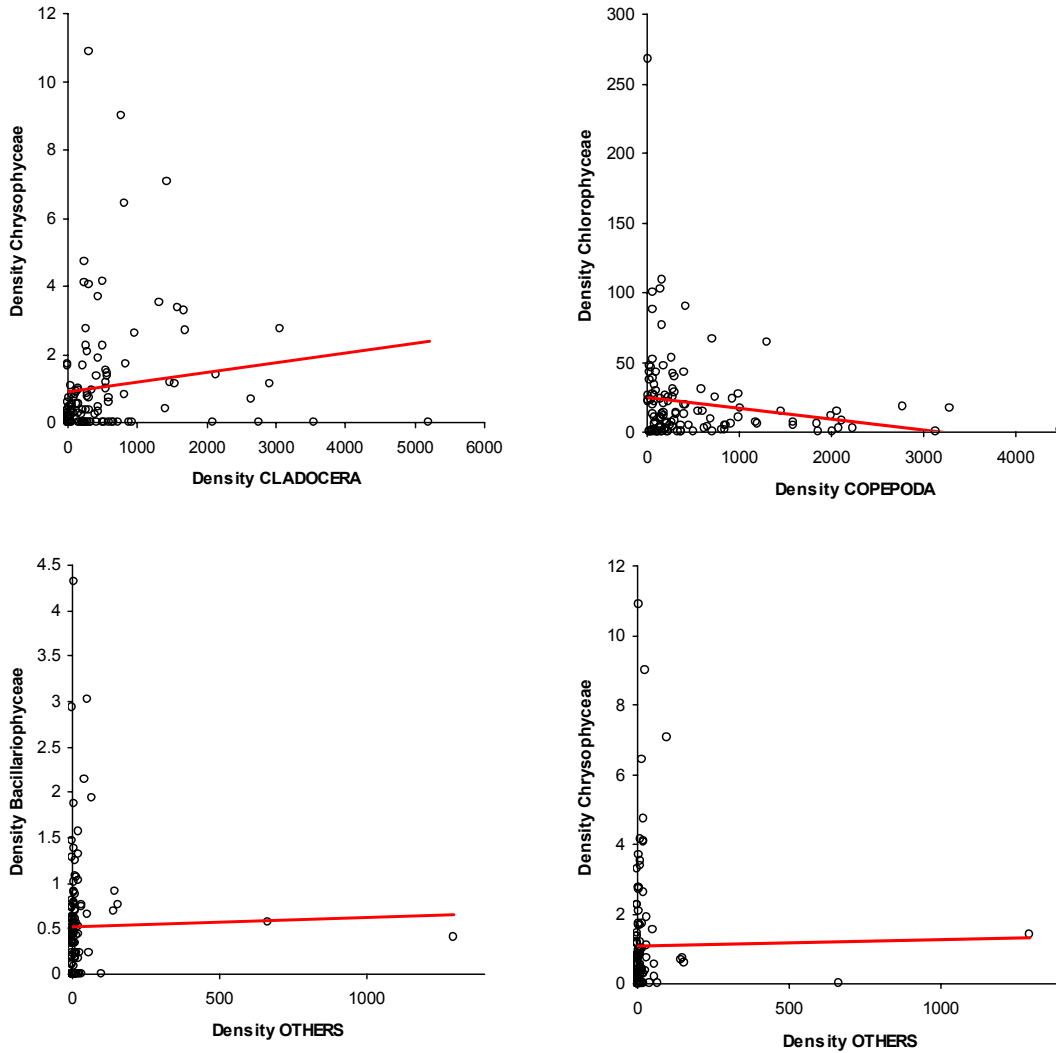 12
10
8
6
4
2
0
0 1000 2000 3000 4000 5000 6000
Density Chrysophyceae
Density CLADOCERA
300
250
200
150
100
50
0
0 1000 2000 3000 4000
Density Chlorophyceae
Density COPEPODA
4.5
4
3.5
3
2.5
2
1.5
1
0.5
0
0 500 1000
Density Bacillariophyceae
Density OTHERS
12
10
8
6
4
2
0
0 500 1000
Density Chrysophyceae
Density OTHERS